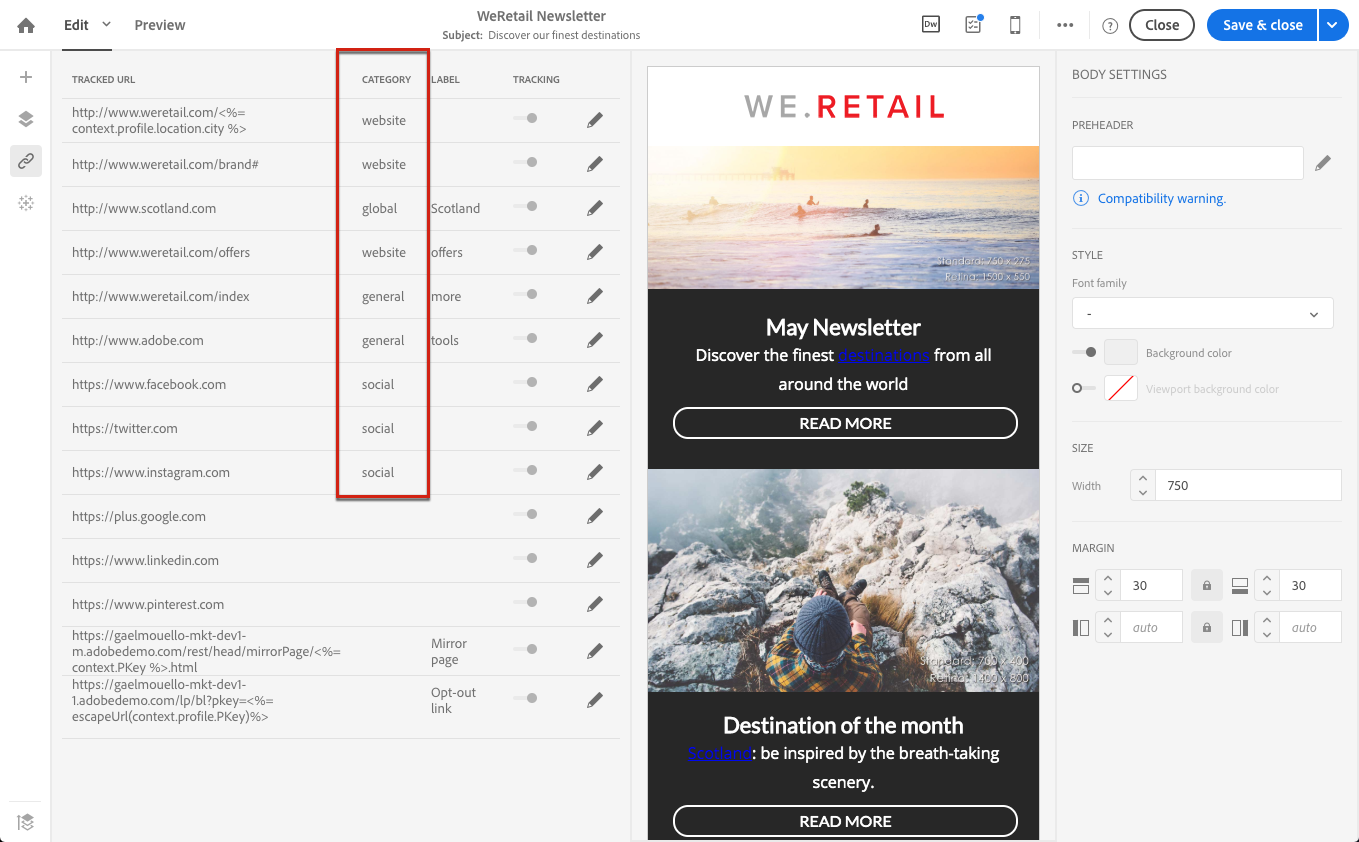 Edit
Preview
WeRetail Newsletter
Subject: Discover our finest destinations
Dw
Close
Save & close
TRACKED URL CATEGORY LABEL TRACKING
http://www.weretail.com/<%=
context.profile.location.city %>
website
http://www.weretail.com/brand# website
http://www.scotland.com global Scotland
http://www.weretail.com/offers website offers
http://www.weretail.com/index general more
http://www.adobe.com general tools
https://www.facebook.com social
https://twitter.com social
https://www.instagram.com social
https://plus.google.com
https://www.linkedin.com
https://www.pinterest.com
https://gaelmouello-mkt-dev1-
m.adobedemo.com/rest/head/mirrorPage/<%=
context.PKey %>.html
Mirror
page
https://gaelmouello-mkt-dev1-
1.adobedemo.com/lp/bl?pkey=<%=
escapeUrl(context.profile.PKey)%>
Opt-out
link
WE.RETAIL
Standard: 750 x 275
Retina: 1500 x 550
May Newsletter
Discover the finest destinations from all
around the world
READ MORE
Standard: 700 x 400
Retina: 1400 x 800
Destination of the month
Scotland: be inspired by the breath-taking
scenery.
READ MORE
BODY SETTINGS
PREHEADER
Compatibility warning.
STYLE
Font family
-
Background color
Viewport background color
SIZE
Width 750
MARGIN
30 30
auto auto